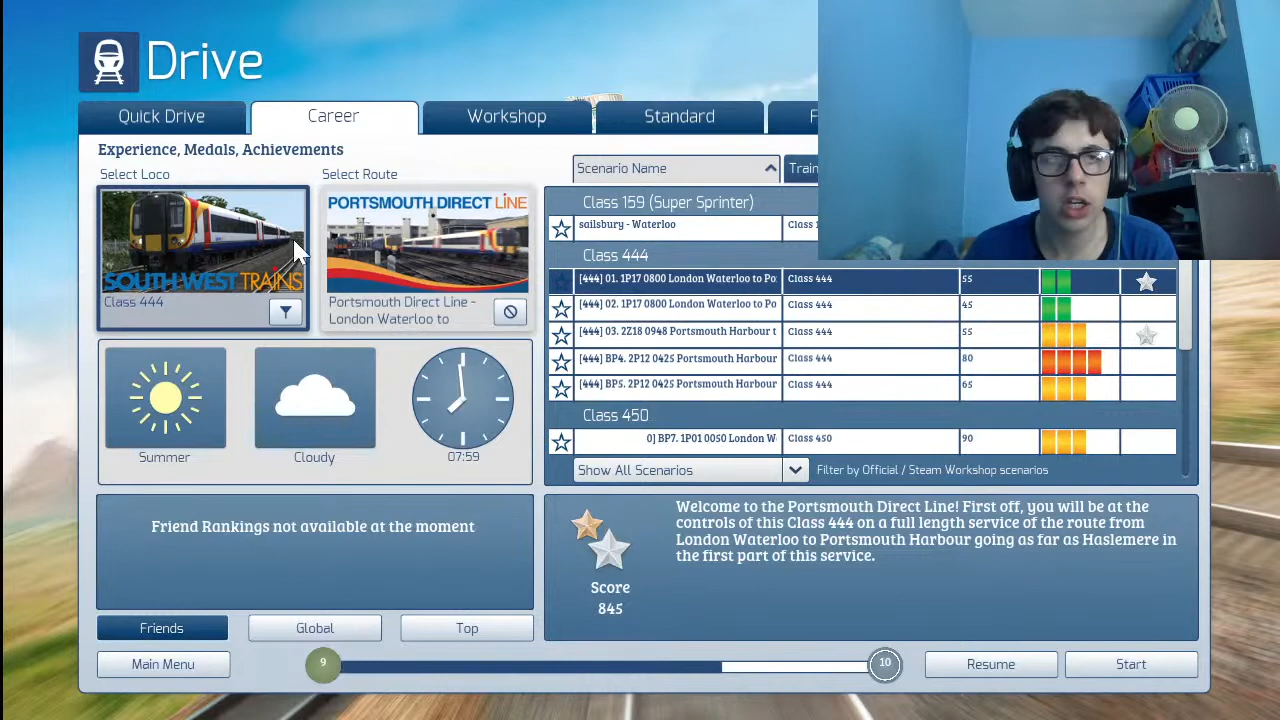 Drive
Quick Drive
Career
Workshop
Standard
F
Experience, Medals, Achievements
Select Loco
Select Route
SOUTH WEST TRAINS
Class 444
PORTSMOUTH DIRECT LINE
Portsmouth Direct Line -
London Waterloo to
Summer
Cloudy
07:59
Scenario Name
Train
Class 159 (Super Sprinter)
sailsbury - Waterloo
Class 1
Class 444
[444] 01. 1P17 0800 London Waterloo to Po
Class 444
55
[444] 02. 1P17 0800 London Waterloo to Po
Class 444
45
[444] 03. 2Z18 0948 Portsmouth Harbour t
Class 444
55
[444] BP4. 2P12 0425 Portsmouth Harbour
Class 444
80
[444] BP5. 2P12 0425 Portsmouth Harbour
Class 444
65
Class 450
0] BP7. 1P01 0050 London W
Class 450
90
Show All Scenarios
Filter by Official / Steam Workshop scenarios
Friend Rankings not available at the moment
Score
845
Welcome to the Portsmouth Direct Line! First off, you will be at the
controls of this Class 444 on a full length service of the route from
London Waterloo to Portsmouth Harbour going as far as Haslemere in
the first part of this service.
Friends
Global
Top
Main Menu
9
10
Resume
Start